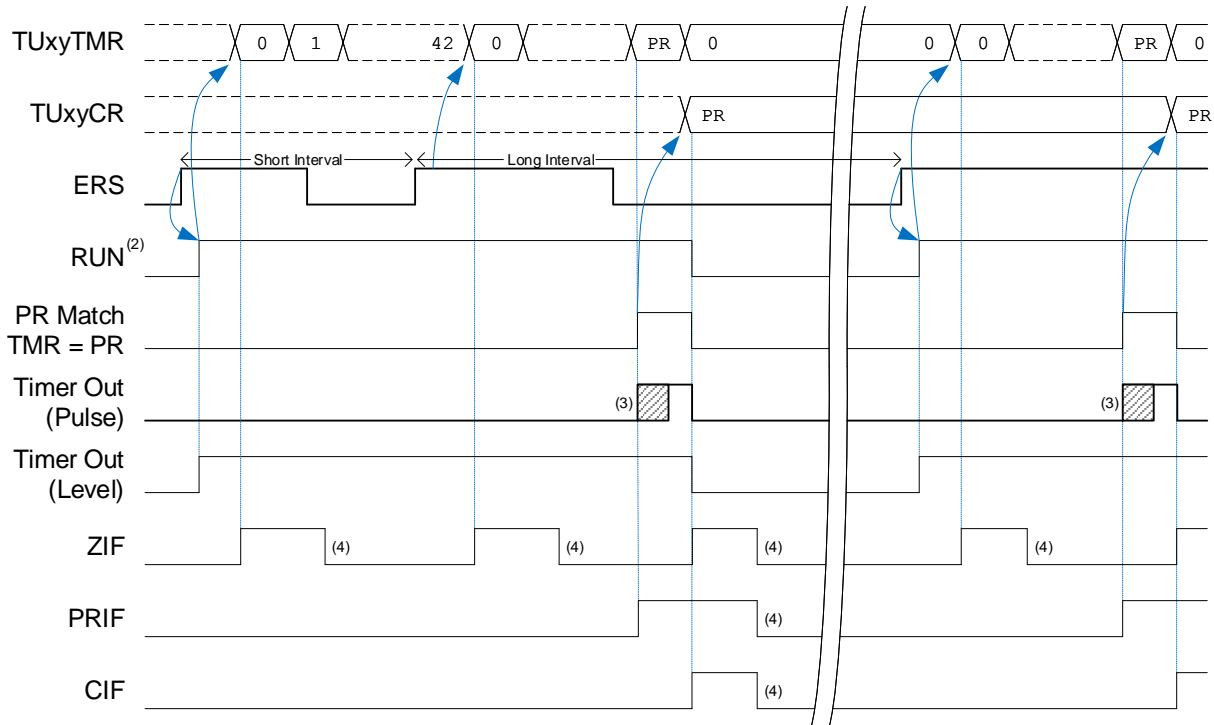 TUxyTMR 0 1 42 0 PR 0 0 0 PR 0
TUxyCR PR PR
Short Interval Long Interval
ERS
RUN(2)
PR Match
TMR = PR
Timer Out
(Pulse) (3) (3)
Timer Out
(Level)
ZIF (4) (4) (4) (4)
PRIF (4)
CIF (4)